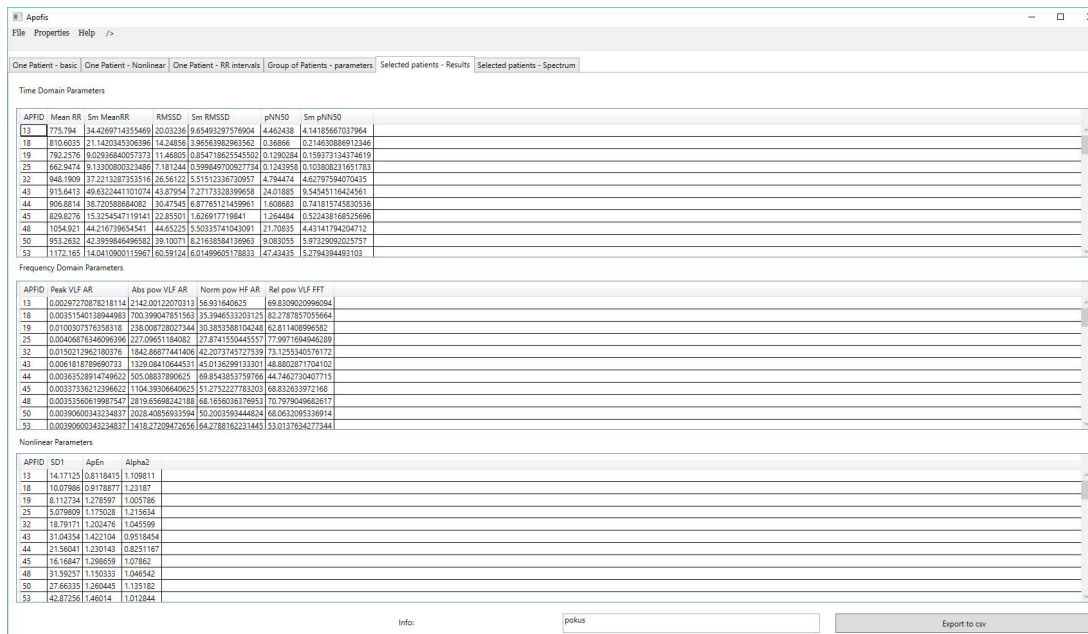 Apofis
File Properties Help />
One Patient - basic One Patient - Nonlinear One Patient - RR intervals Group of Patients - parameters Selected patients - Results Selected patients - Spectrum
Time Domain Parameters
APFID Mean RR Sm MeanRR RMSSD Sm RMSSD pNN50 Sm pNN50
13 775.794 34.4269714355469 20.03236 9.65493297576904 4.462438 4.14185667037964
18 810.6035 21.1420345306396 14.24856 3.96563982963562 0.36866 0.214630886912346
19 792.2576 9.02936840057373 11.46805 0.854718625545502 0.1290284 0.159373134374619
25 662.9474 9.13300800323486 7.181244 0.599849700927734 0.1243958 0.103808231651783
32 948.1909 37.2213287353516 26.56122 5.51512336730957 4.794474 4.62797594070435
43 915.6413 49.6322441101074 43.87954 7.27173328399658 24.01885 9.54545116424561
44 906.8814 38.720588684082 30.47545 6.87765121459961 1.608683 0.741815745830536
45 829.8276 15.3254547119141 22.85501 1.626917719841 1.264484 0.522438168525696
48 1054.921 44.216739654541 44.65225 5.50335741043091 21.70835 4.43141794204712
50 953.2632 42.3959846496582 39.10071 8.21638584136963 9.083055 5.97329092025757
53 1172.165 14.0410900115967 60.59124 6.01499605178833 47.43435 5.2794394493103
Frequency Domain Parameters
APFID Peak VLF AR Abs pow VLF AR Norm pow HF AR Rel pow VLF FFT
13 0.00297270878218114 2142.00122070313 56.931640625 69.8309020996094
18 0.00351540138944983 700.399047851563 35.3946533203125 82.2787857055664
19 0.0100307576358318 238.008728027344 30.3853588104248 62.811408996582
25 0.00406876346096396 227.09651184082 27.8741550445557 77.9971694946289
32 0.01502129621​80376 1842.86877441406 42.2073745727539 73.1255340576172
43 0.0061818789690733 1329.08410644531 45.0136299133301 48.8802871704102
44 0.00363528914749622 505.08837890625 69.8543853759766 44.7462730407715
45 0.00337336212396622 1104.39306640625 51.2752227783203 68.832633972168
48 0.00353560619987547 2819.65698242188 68.1656036376953 70.7979049682617
50 0.00390600343234837 2028.40856933594 50.2003593444824 68.0632095336914
53 0.00390600343234837 1418.27209472656 64.2788162231445 53.0137634277344
Nonlinear Parameters
APFID SD1 ApEn Alpha2
13 14.17125 0.8118415 1.109811
18 10.07986 0.9178877 1.23187
19 8.112734 1.278597 1.005786
25 5.079809 1.175028 1.215634
32 18.79171 1.202476 1.045599
43 31.04354 1.422104 0.9518454
44 21.56041 1.230143 0.8251167
45 16.16847 1.298659 1.07862
48 31.59257 1.150333 1.046542
50 27.66335 1.260445 1.135182
53 42.87256 1.46014 1.012844
Info: pokus Export to csv